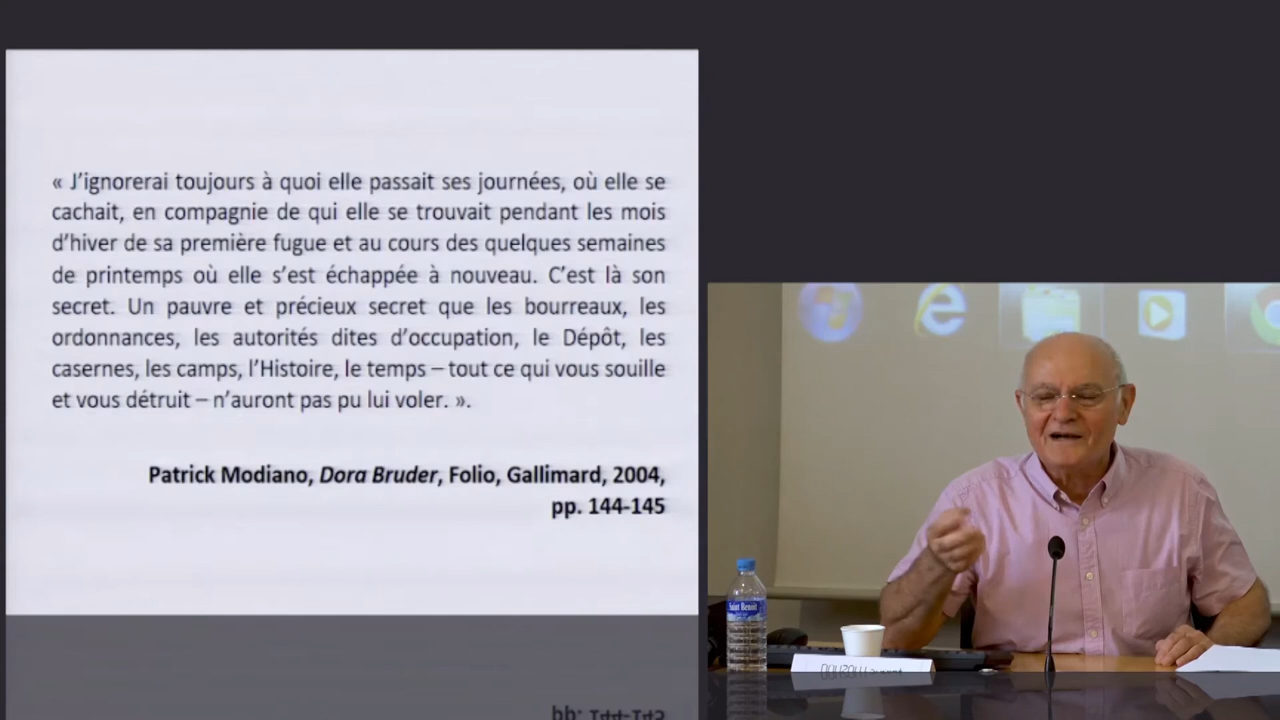 « J’ignorerai toujours à quoi elle passait ses journées, où elle se
cachait, en compagnie de qui elle se trouvait pendant les mois
d’hiver de sa première fugue et au cours des quelques semaines
de printemps où elle s’est échappée à nouveau. C’est là son
secret. Un pauvre et précieux secret que les bourreaux, les
ordonnances, les autorités dites d’occupation, le Dépôt, les
casernes, les camps, l’Histoire, le temps – tout ce qui vous souille
et vous détruit – n’auront pas pu lui voler. ».
Patrick Modiano, Dora Bruder, Folio, Gallimard, 2004,
pp. 144-145
Saint Benoit